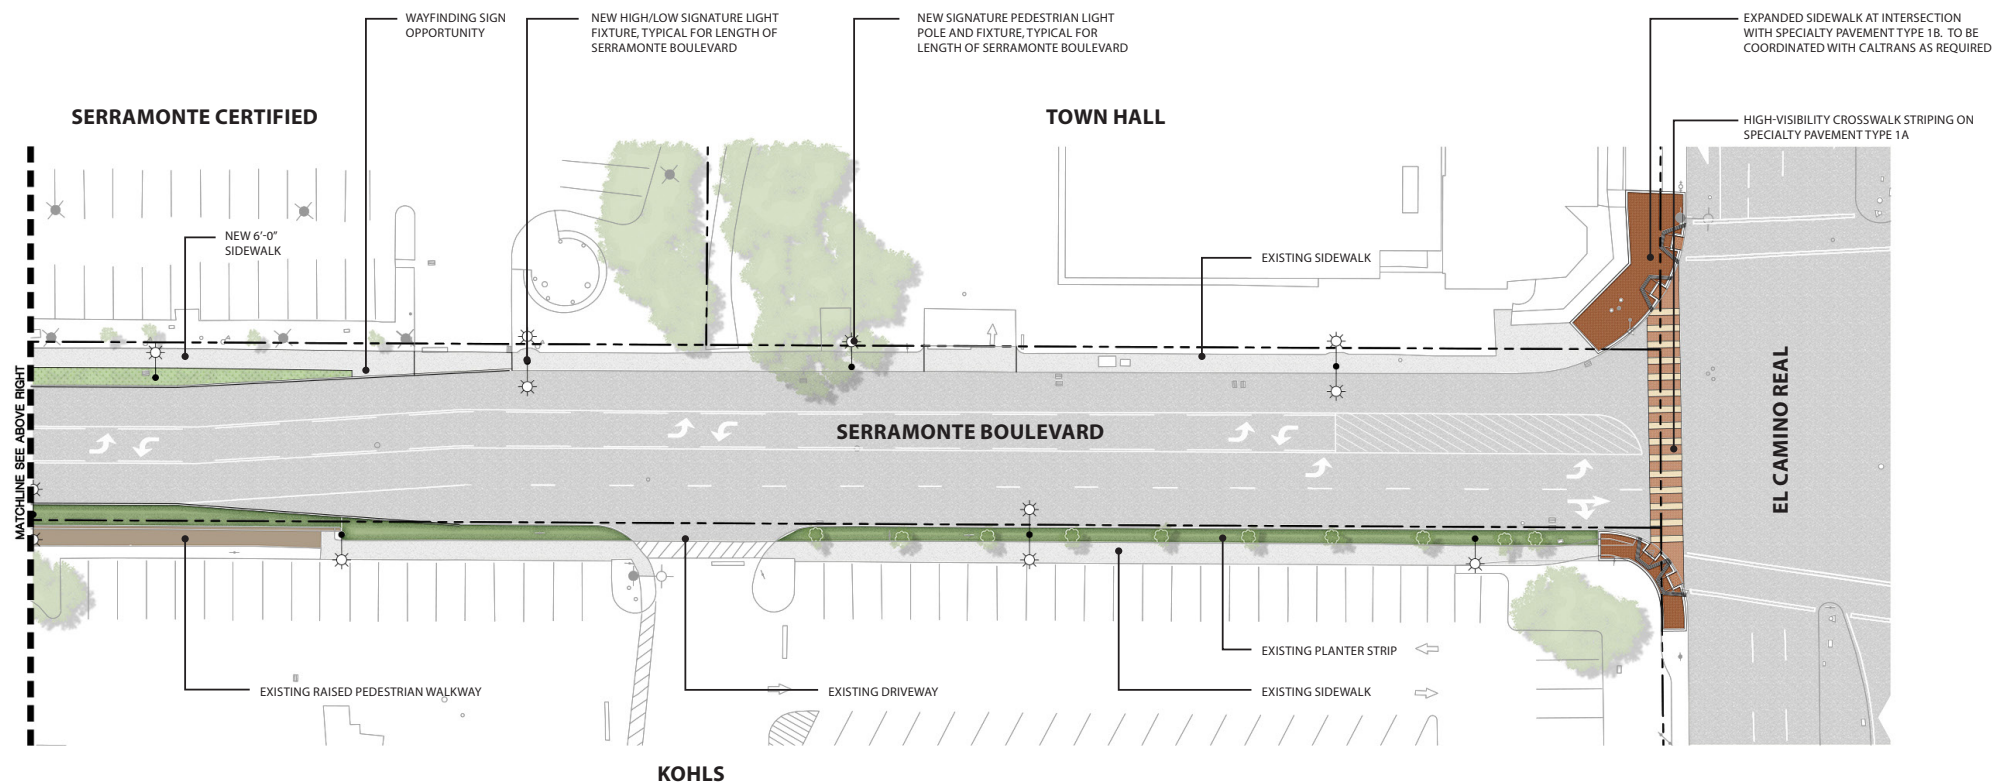 WAYFINDING SIGN
OPPORTUNITY
NEW HIGH/LOW SIGNATURE LIGHT
FIXTURE, TYPICAL FOR LENGTH OF
SERRAMONTE BOULEVARD
NEW SIGNATURE PEDESTRIAN LIGHT
POLE AND FIXTURE, TYPICAL FOR
LENGTH OF SERRAMONTE BOULEVARD
EXPANDED SIDEWALK AT INTERSECTION
WITH SPECIALTY PAVEMENT TYPE 1B. TO BE
COORDINATED WITH CALTRANS AS REQUIRED
SERRAMONTE CERTIFIED
TOWN HALL
HIGH-VISIBILITY CROSSWALK STRIPING ON
SPECIALTY PAVEMENT TYPE 1A
NEW 6'-0"
SIDEWALK
EXISTING SIDEWALK
MATCHLINE SEE ABOVE RIGHT
SERRAMONTE BOULEVARD
EL CAMINO REAL
EXISTING PLANTER STRIP
EXISTING RAISED PEDESTRIAN WALKWAY
EXISTING DRIVEWAY
EXISTING SIDEWALK
KOHLS